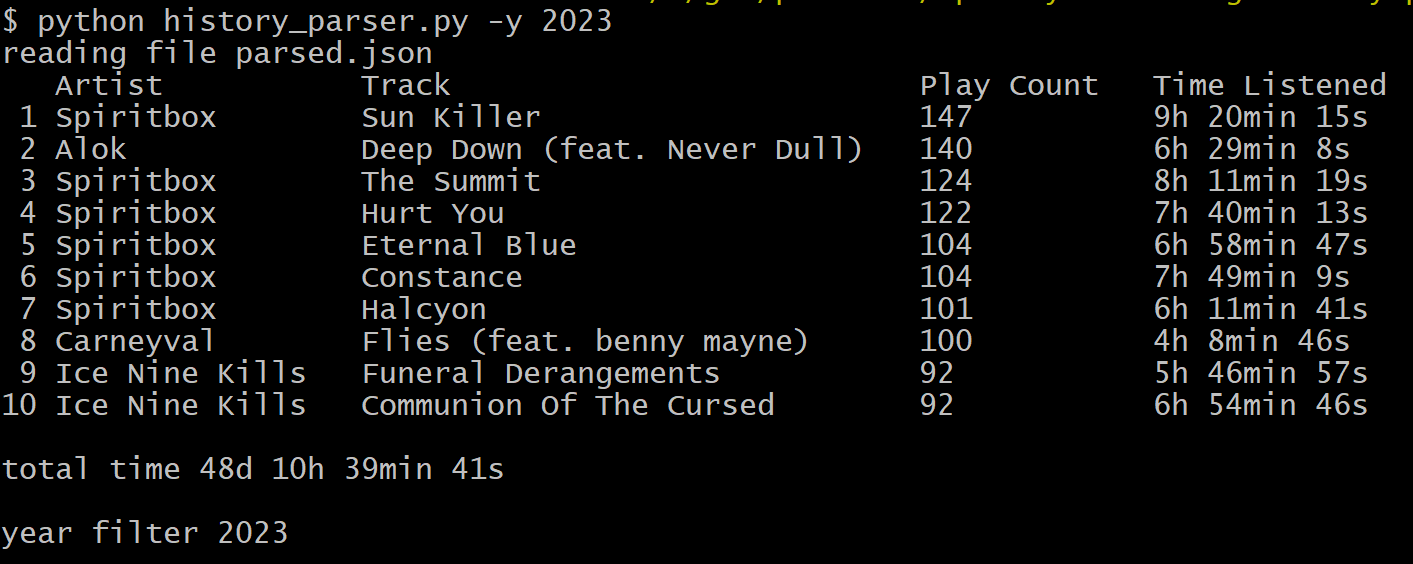 $ python history_parser.py -y 2023
reading file parsed.json
Artist Track Play Count Time Listened
1 Spiritbox Sun Killer 147 9h 20min 15s
2 Alok Deep Down (feat. Never Dull) 140 6h 29min 8s
3 Spiritbox The Summit 124 8h 11min 19s
4 Spiritbox Hurt You 122 7h 40min 13s
5 Spiritbox Eternal Blue 104 6h 58min 47s
6 Spiritbox Constance 104 7h 49min 9s
7 Spiritbox Halcyon 101 6h 11min 41s
8 Carneyval Flies (feat. benny mayne) 100 4h 8min 46s
9 Ice Nine Kills Funeral Derangements 92 5h 46min 57s
10 Ice Nine Kills Communion Of The Cursed 92 6h 54min 46s
total time 48d 10h 39min 41s
year filter 2023